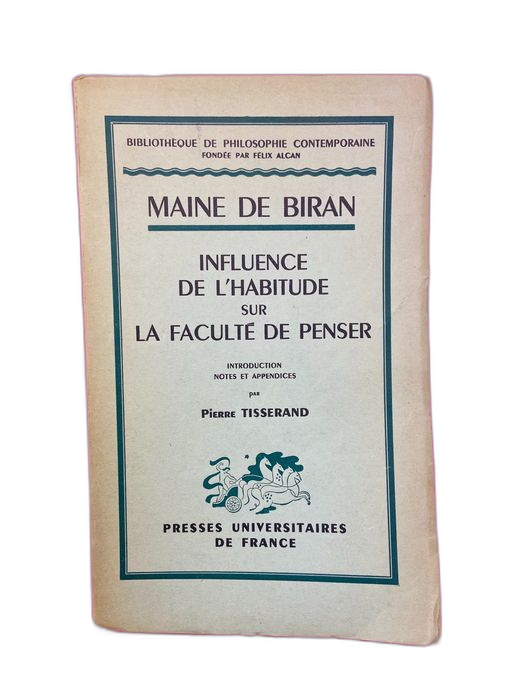 BIBLIOTHÈQUE DE PHILOSOPHIE CONTEMPORAINE
FONDÉE PAR FÉLIX ALCAN
MAINE DE BIRAN
INFLUENCE
DE L'HABITUDE
SUR
LA FACULTÉ DE PENSER
INTRODUCTION
NOTES ET APPENDICES
par
Pierre TISSERAND
PRESSES UNIVERSITAIRES
DE FRANCE